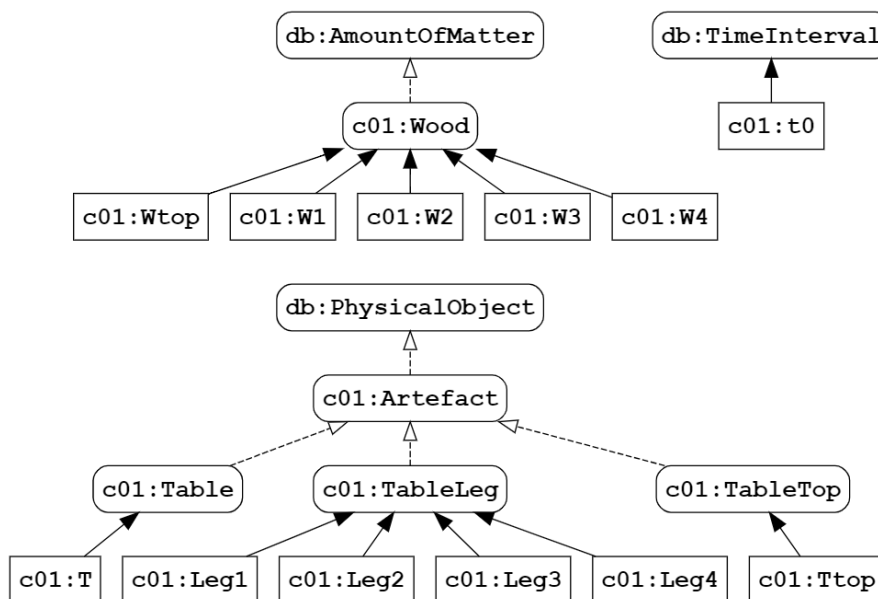 db:AmountOfMatter db:TimeInterval
c01:Wood c01:t0
c01:Wtop c01:W1 c01:W2 c01:W3 c01:W4
db:PhysicalObject
c01:Artefact
c01:Table c01:TableLeg c01:TableTop
c01:T c01:Leg1 c01:Leg2 c01:Leg3 c01:Leg4 c01:Ttop